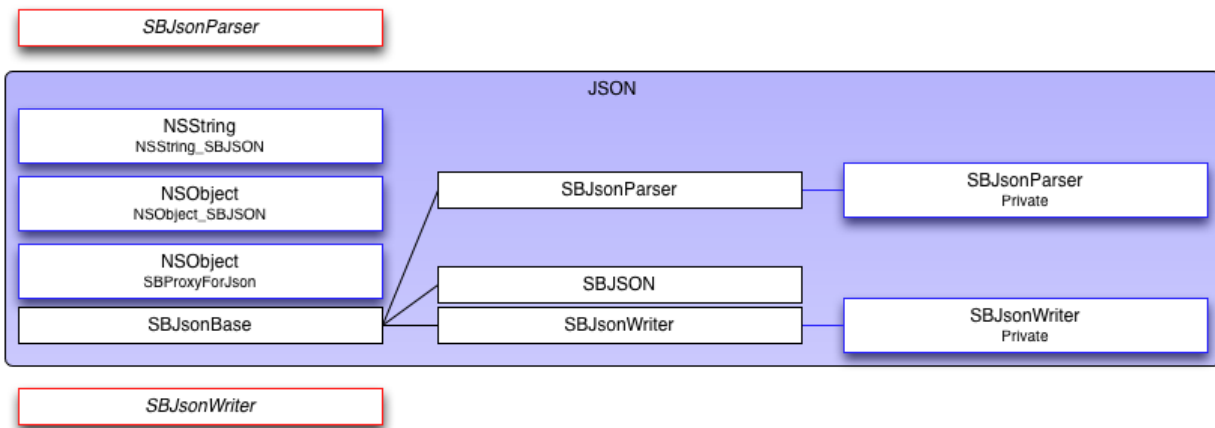 SBJsonParser
JSON
NSString
NSString_SBJSON
NSObject
NSObject_SBJSON
NSObject
SBProxyForJson
SBJsonBase
SBJsonParser
SBJSON
SBJsonWriter
SBJsonParser
Private
SBJsonWriter
Private
SBJsonWriter